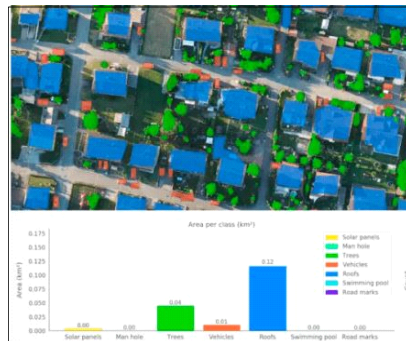 Area per class (km²)
Area (km²)
0.175
0.150
0.125
0.100
0.075
0.050
0.025
0.000
0.00
0.00
0.04
0.01
0.12
0.00
0.00
Solar panels
Man hole
Trees
Vehicles
Roofs
Swimming pool
Road marks
Solar panels
Man hole
Trees
Vehicles
Roofs
Swimming pool
Road marks